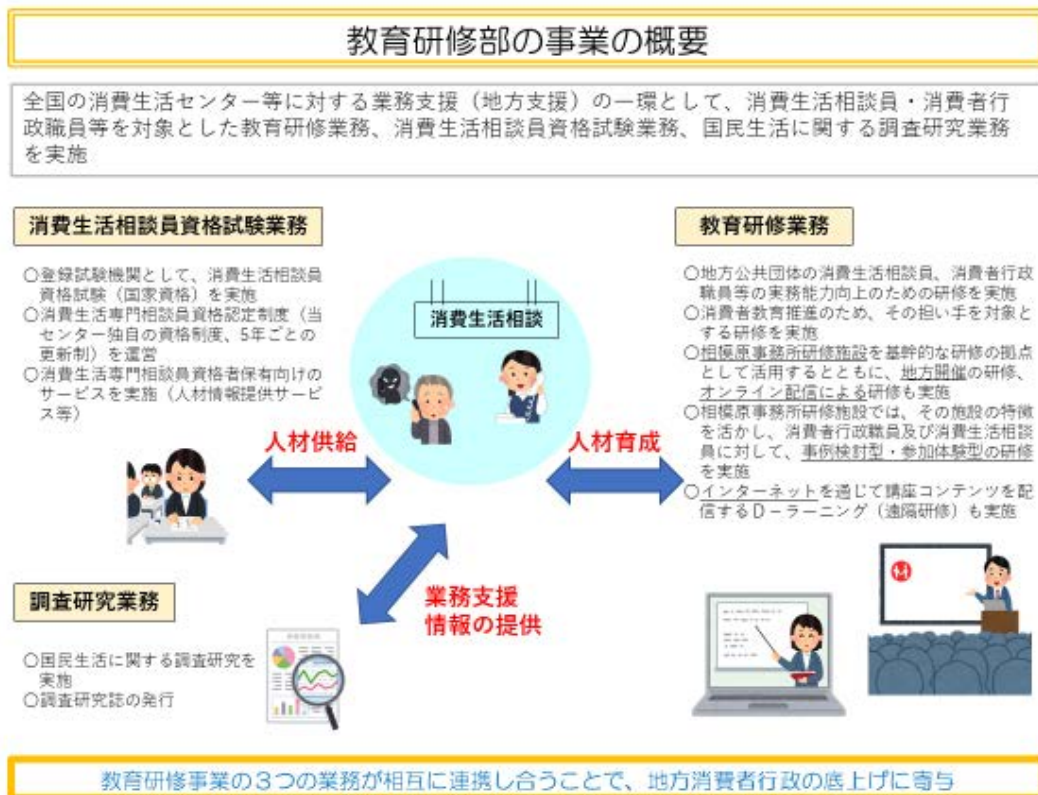 教育研修部の事業の概要
全国の消費生活センター等に対する業務支援（地方支援）の一環として、消費生活相談員・消費者行
政職員等を対象とした教育研修業務、消費生活相談員資格試験業務、国民生活に関する調査研究業務
を実施
消費生活相談員資格試験業務
○登録試験機関として、消費生活相談員
資格試験（国家資格）を実施
○消費生活専門相談員資格認定制度（当
センター独自の資格制度、5年ごとの
更新制）を運営
○消費生活専門相談員資格者保有向けの
サービスを実施（人材情報提供サービ
ス等）
消費生活相談
人材供給
人材育成
教育研修業務
○地方公共団体の消費生活相談員、消費者行政
職員等の実務能力向上のための研修を実施
○消費者教育推進のため、その担い手を対象と
する研修を実施
○相模原事務所研修施設を基幹的な研修の拠点
として活用するとともに、地方開催の研修、
オンライン配信による研修も実施
○相模原事務所研修施設では、その施設の特徴
を活かし、消費者行政職員及び消費生活相談
員に対して、事例検討型・参加体験型の研修
を実施
○インターネットを通じて講座コンテンツを配
信するD－ラーニング（遠隔研修）も実施
調査研究業務
○国民生活に関する調査研究を
実施
○調査研究誌の発行
業務支援
情報の提供
教育研修事業の３つの業務が相互に連携し合うことで、地方消費者行政の底上げに寄与